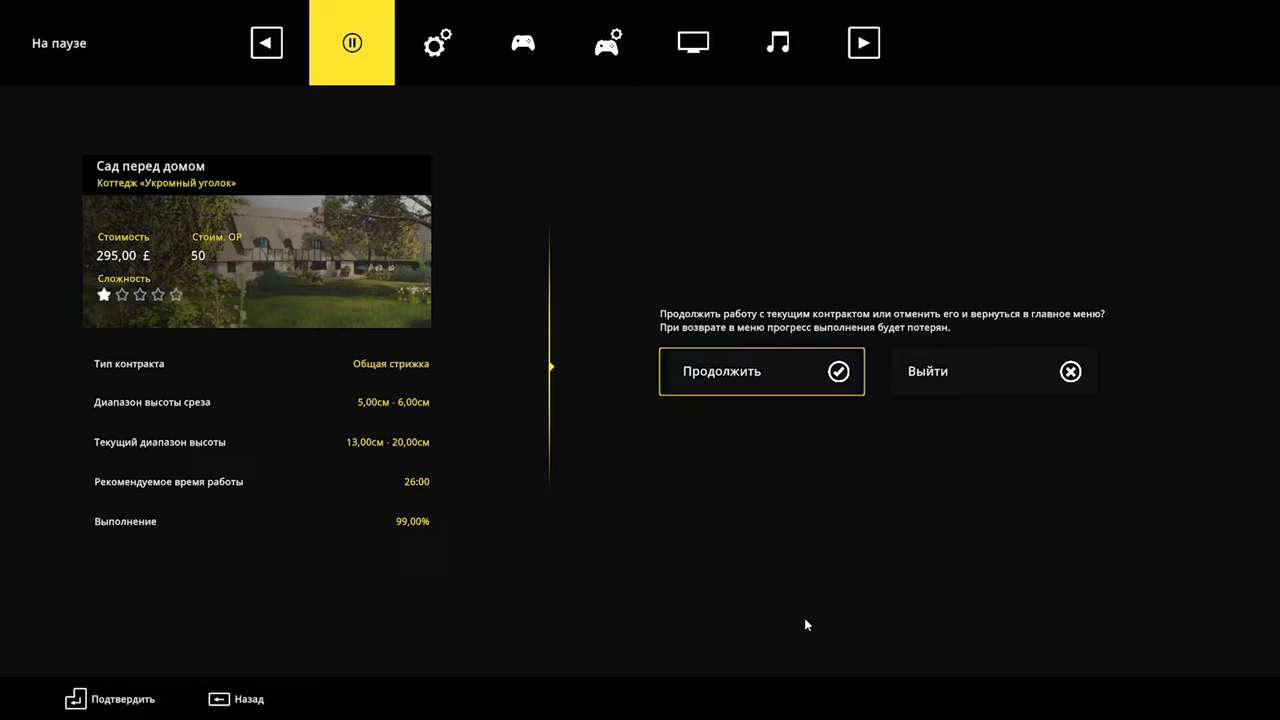 На паузе
Сад перед домом
Коттедж «Укромный уголок»
Стоимость Стоим. ОР
295,00 £ 50
Сложность
Тип контракта Общая стрижка
Диапазон высоты среза 5,00см - 6,00см
Текущий диапазон высоты 13,00см - 20,00см
Рекомендуемое время работы 26:00
Выполнение 99,00%
Продолжить работу с текущим контрактом или отменить его и вернуться в главное меню?
При возврате в меню прогресс выполнения будет потерян.
Продолжить Выйти
Подтвердить Назад